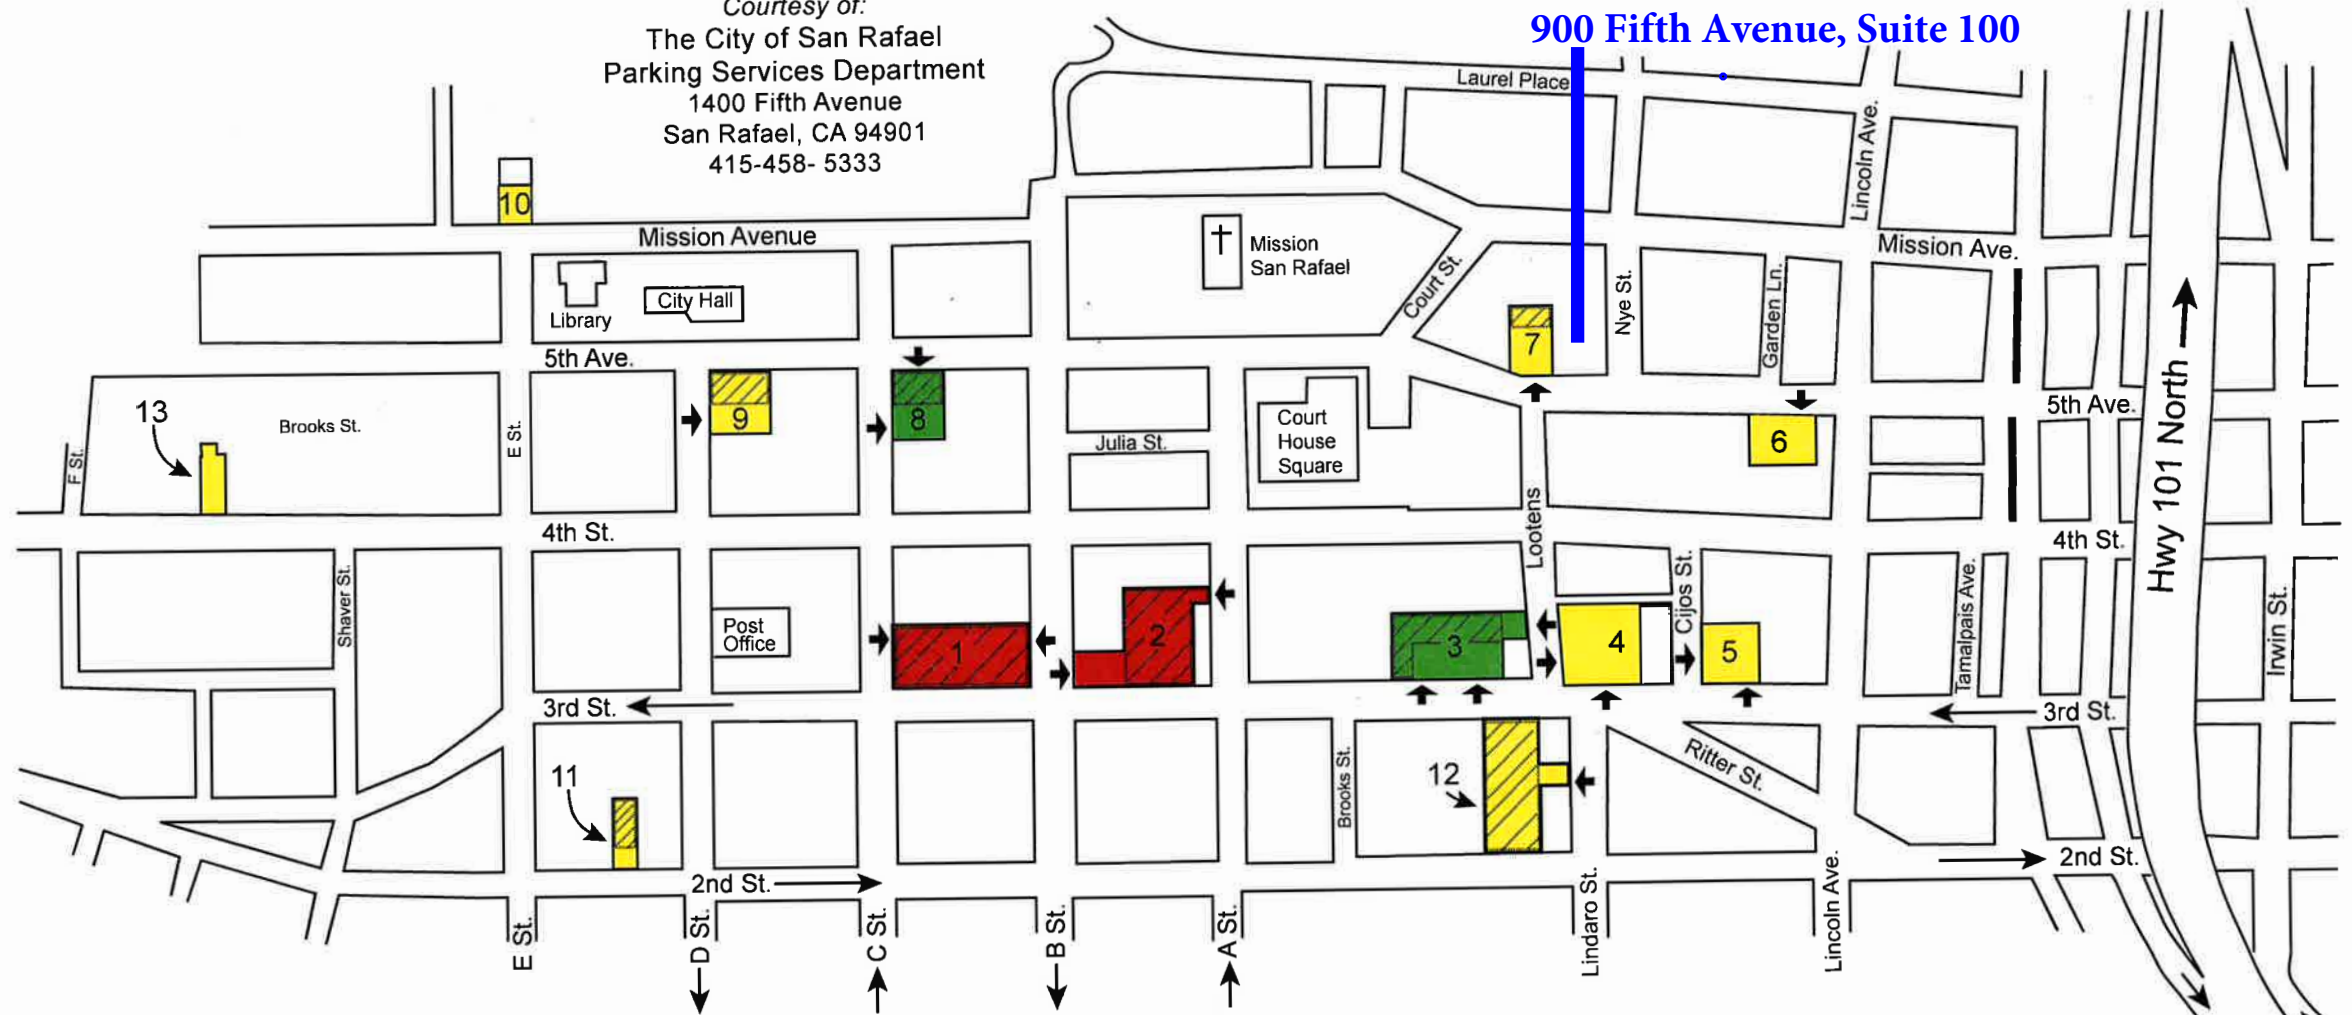 Courtesy of:
The City of San Rafael
Parking Services Department
1400 Fifth Avenue
San Rafael, CA 94901
415-458- 5333
900 Fifth Avenue, Suite 100
Laurel Place
Lincoln Ave.
10
Mission Avenue
Mission
San Rafael
Court St.
Nye St.
Garden Ln.
Mission Ave.
Library
City Hall
7
5th Ave.
5th Ave.
Hwy 101 North
13
Brooks St.
F St.
E St.
9
8
Julia St.
Court
House
Square
6
4th St.
Lootens
4th St.
Shaver St.
Post
Office
1
2
3
4
Cijos St.
5
Tamalpais Ave.
Irwin St.
3rd St.
3rd St.
11
Brooks St.
12
Ritter St.
2nd St.
2nd St.
E St.
D St.
C St.
B St.
A St.
Lindaro St.
Lincoln Ave.